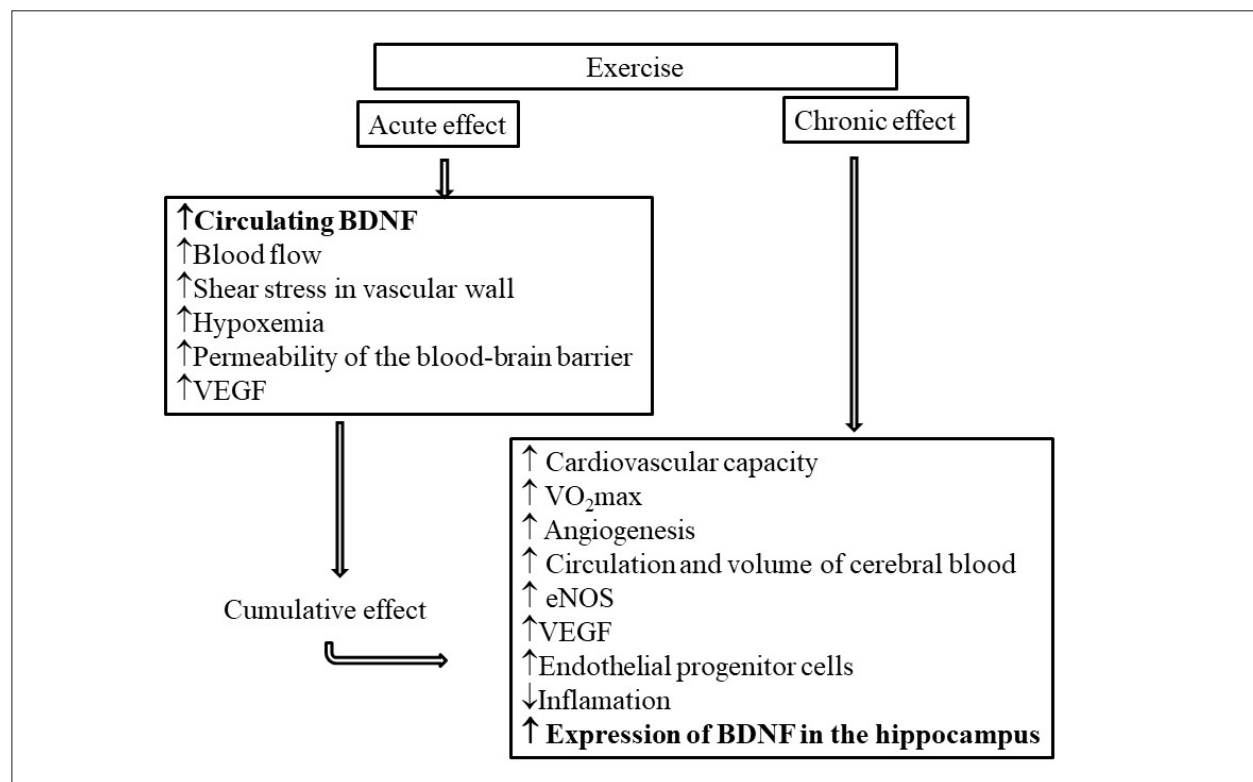 Exercise
Acute effect
Chronic effect
↑Circulating BDNF
↑Blood flow
↑Shear stress in vascular wall
↑Hypoxemia
↑Permeability of the blood-brain barrier
↑VEGF
↑ Cardiovascular capacity
↑ VO₂max
↑ Angiogenesis
↑ Circulation and volume of cerebral blood
↑ eNOS
↑VEGF
↑Endothelial progenitor cells
↓Inflamation
↑ Expression of BDNF in the hippocampus
Cumulative effect